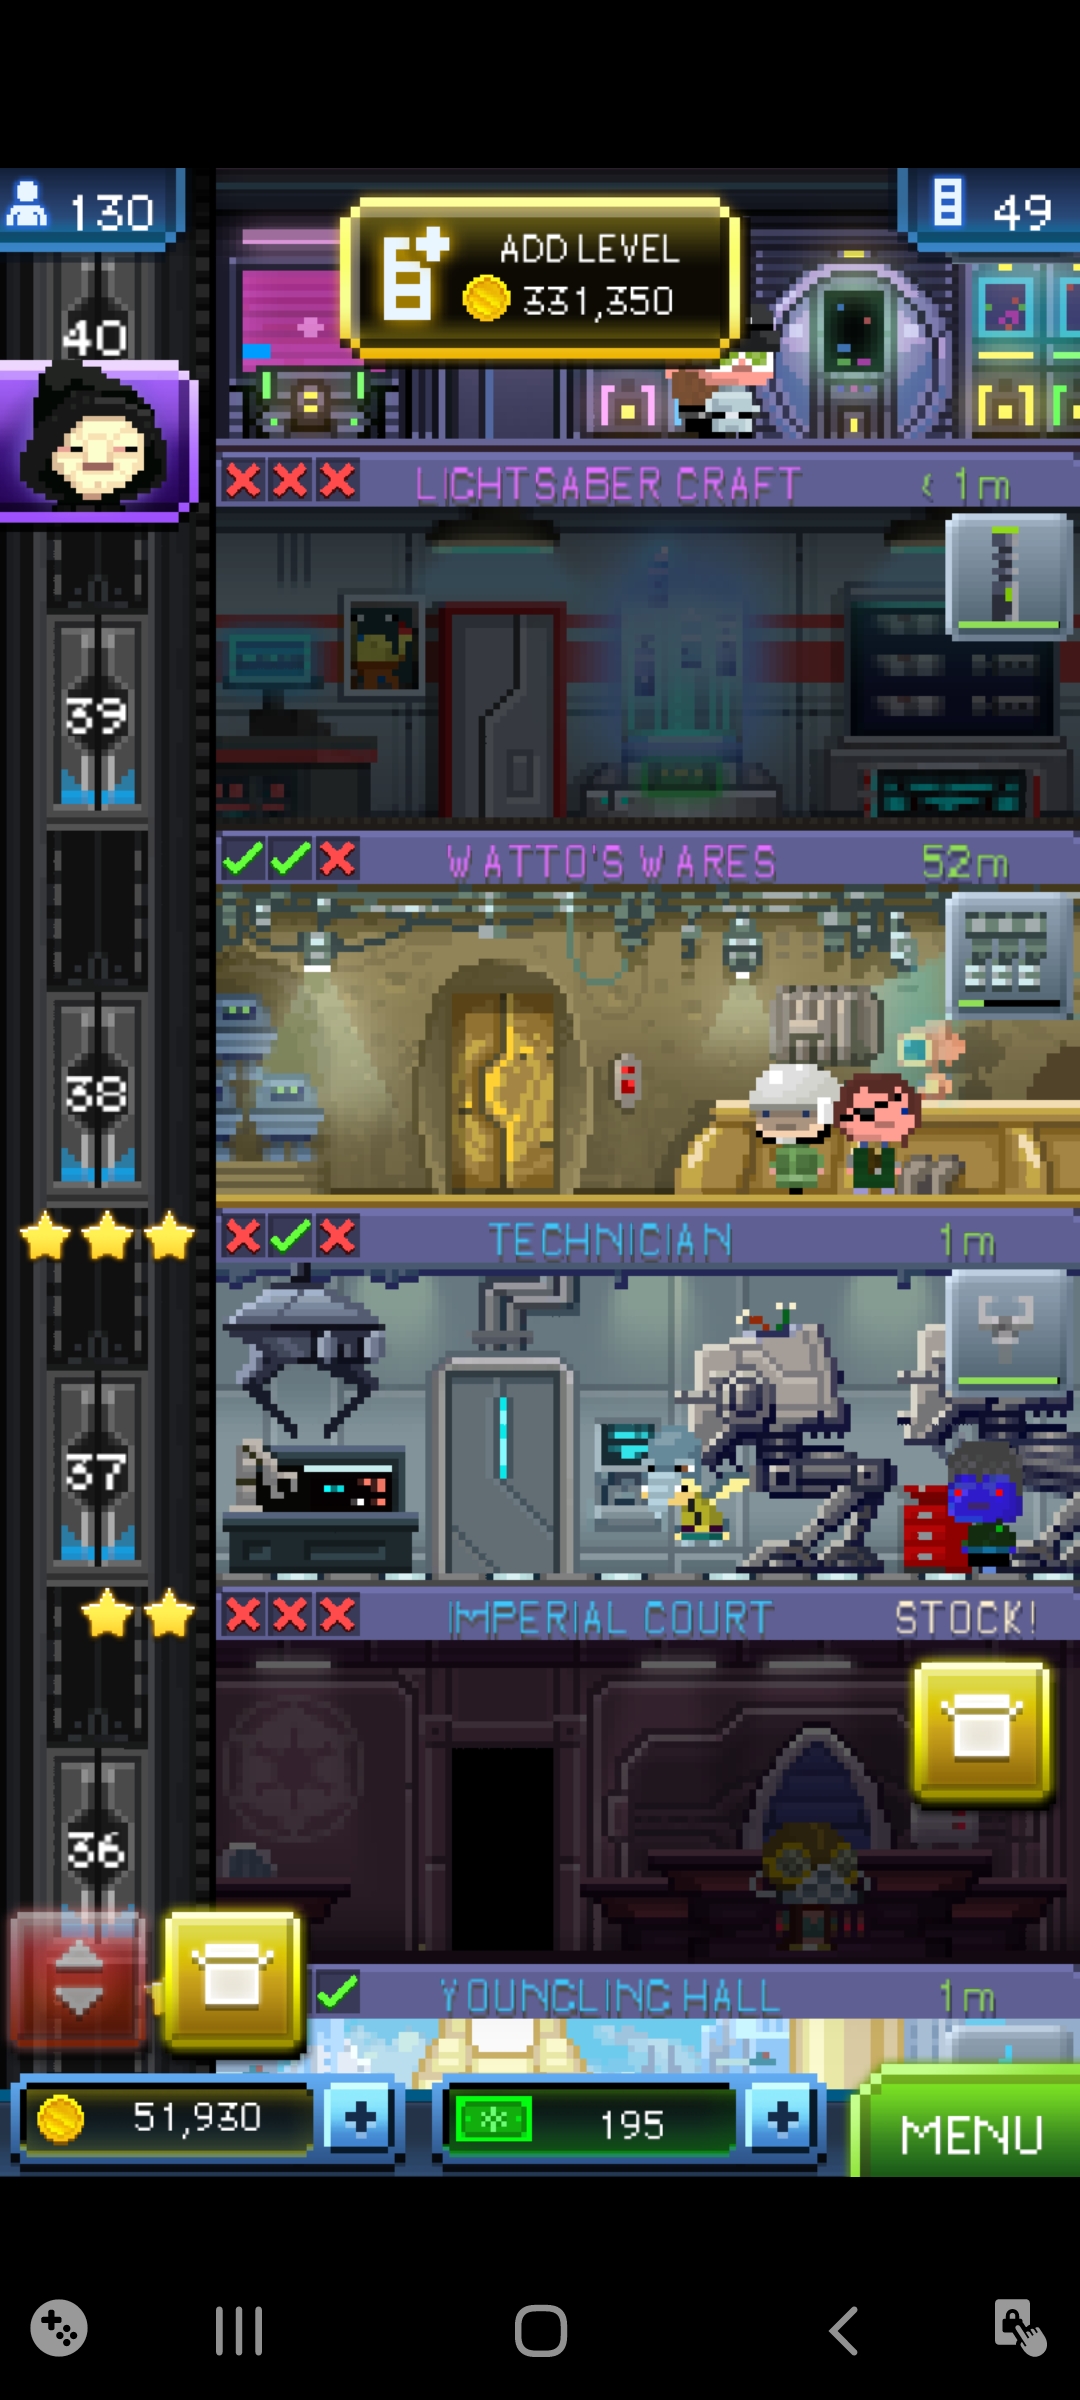 130
ADD LEVEL
331,350
49
40
LIGHTSABER CRAFT
< 1m
39
WATTO'S WARES
52m
38
TECHNICIAN
1m
37
IMPERIAL COURT
STOCK!
36
YOUNGLING HALL
1m
51,930
195
MENU